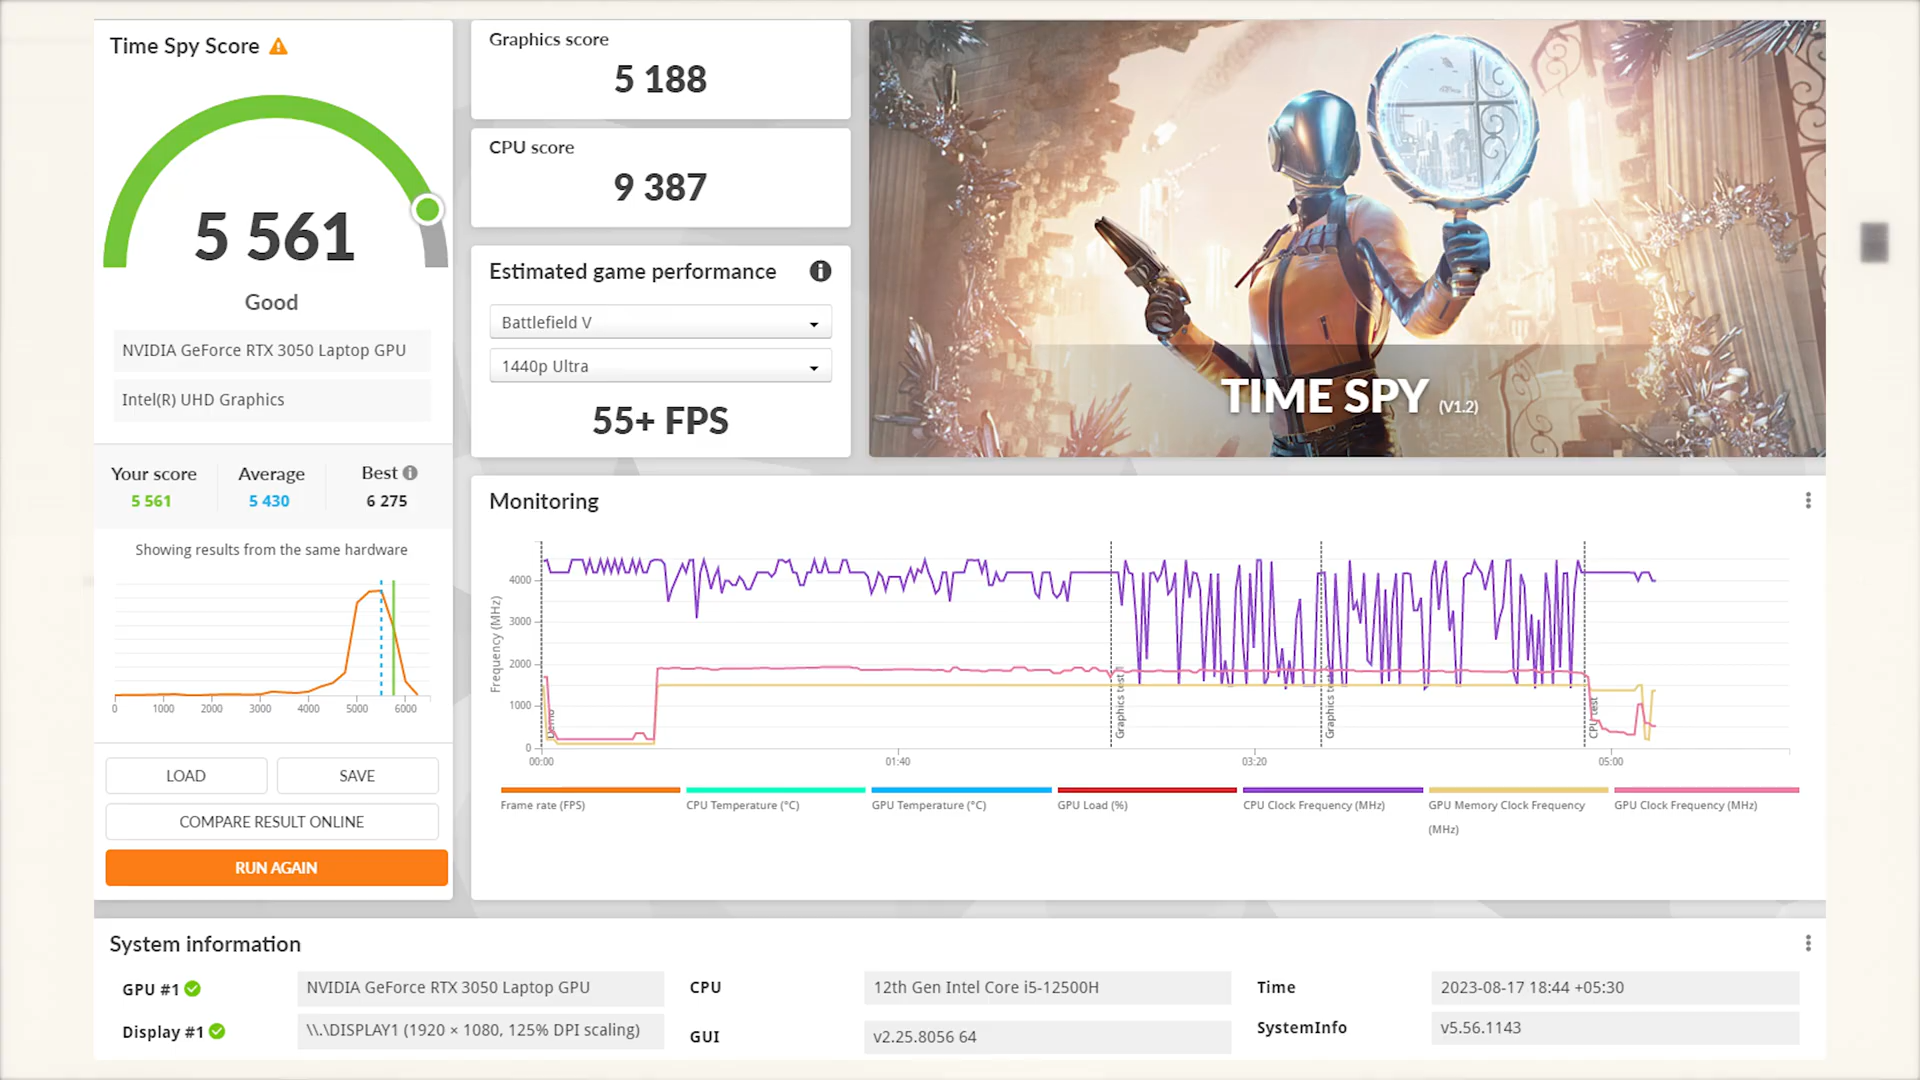 Time Spy Score
5 561
Good
NVIDIA GeForce RTX 3050 Laptop GPU
Intel(R) UHD Graphics
Your score Average Best
5 561 5 430 6 275
Showing results from the same hardware
0 1000 2000 3000 4000 5000 6000
LOAD SAVE
COMPARE RESULT ONLINE
RUN AGAIN
Graphics score
5 188
CPU score
9 387
Estimated game performance
Battlefield V
1440p Ultra
55+ FPS
TIME SPY (V1.2)
Monitoring
Frequency (MHz)
4000
3000
2000
1000
0
Demo
Graphics test
Graphics test
CPU test
00:00 01:40 03:20 05:00
Frame rate (FPS) CPU Temperature (°C) GPU Temperature (°C) GPU Load (%) CPU Clock Frequency (MHz) GPU Memory Clock Frequency (MHz) GPU Clock Frequency (MHz)
System information
GPU #1 NVIDIA GeForce RTX 3050 Laptop GPU CPU 12th Gen Intel Core i5-12500H Time 2023-08-17 18:44 +05:30
Display #1 \\.\DISPLAY1 (1920 × 1080, 125% DPI scaling) GUI v2.25.8056 64 SystemInfo v5.56.1143